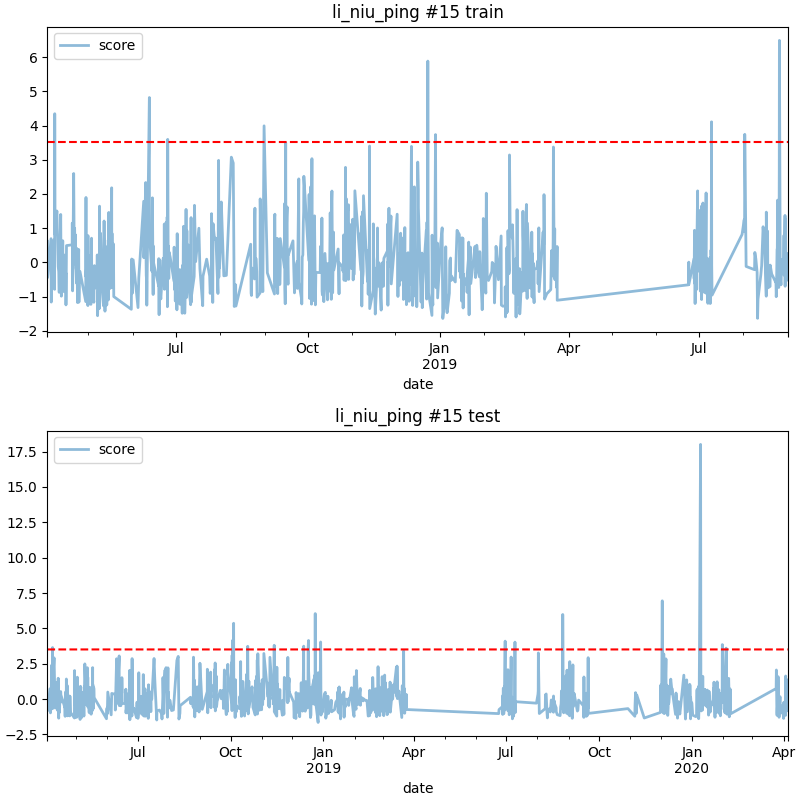 li_niu_ping #15 train
score
6
5
4
3
2
1
0
−1
−2
Jul
Oct
Jan
Apr
Jul
2019
date
li_niu_ping #15 test
score
17.5
15.0
12.5
10.0
7.5
5.0
2.5
0.0
−2.5
Jul
Oct
Jan
Apr
Jul
Oct
Jan
Apr
2019
2020
date